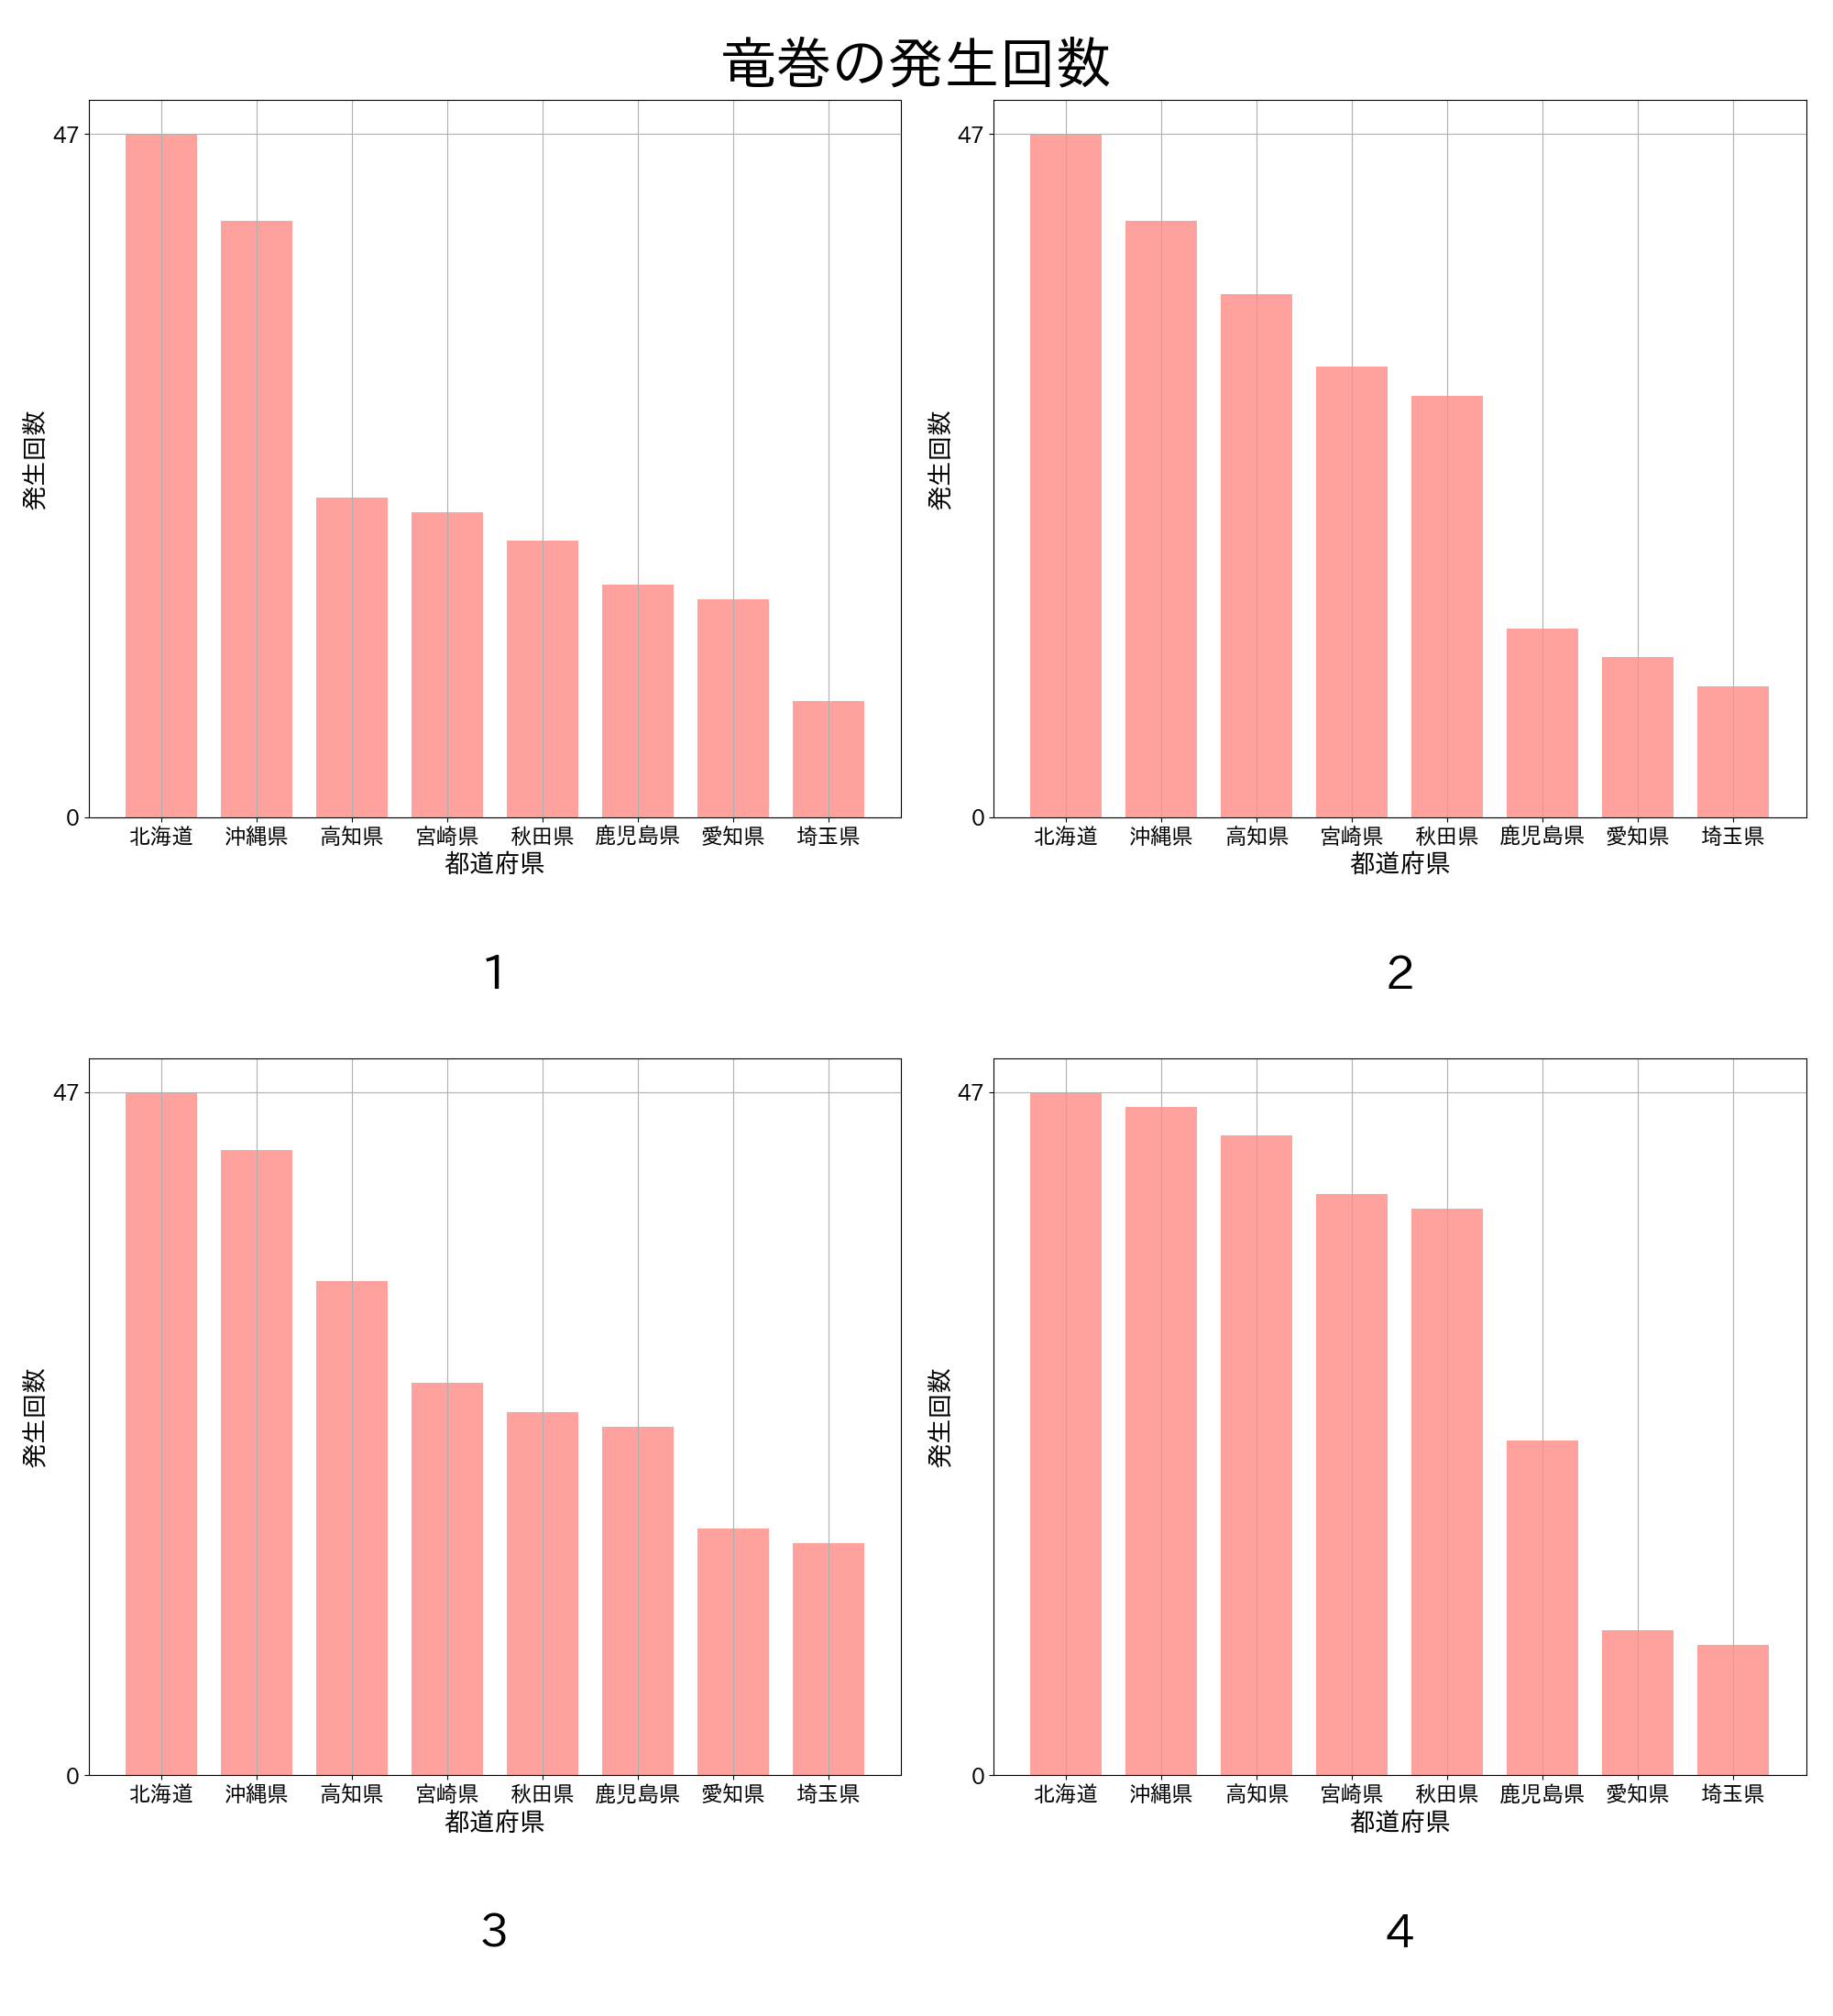 竜巻の発生回数
47
0
発生回数
北海道 沖縄県 高知県 宮崎県 秋田県 鹿児島県 愛知県 埼玉県
都道府県
1
47
0
発生回数
北海道 沖縄県 高知県 宮崎県 秋田県 鹿児島県 愛知県 埼玉県
都道府県
2
47
0
発生回数
北海道 沖縄県 高知県 宮崎県 秋田県 鹿児島県 愛知県 埼玉県
都道府県
3
47
0
発生回数
北海道 沖縄県 高知県 宮崎県 秋田県 鹿児島県 愛知県 埼玉県
都道府県
4